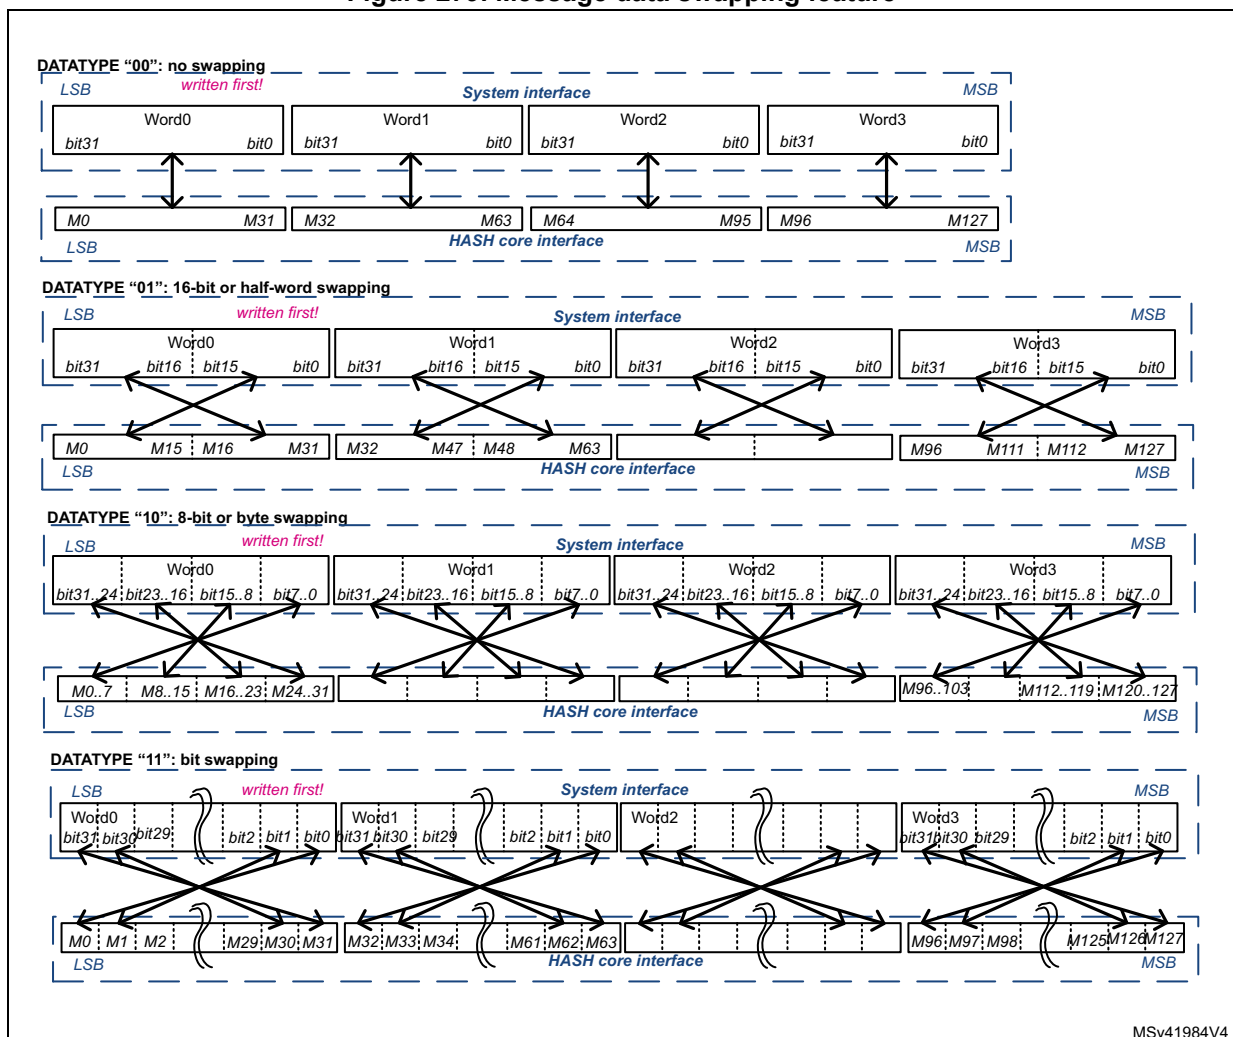 DATATYPE “00”: no swapping
LSB written first! System interface MSB
Word0 Word1 Word2 Word3
bit31 bit0 bit31 bit0 bit31 bit0 bit31 bit0
M0 M31 M32 M63 M64 M95 M96 M127
LSB HASH core interface MSB
DATATYPE “01”: 16-bit or half-word swapping
LSB written first! System interface MSB
Word0 Word1 Word2 Word3
bit31 bit16 bit15 bit0 bit31 bit16 bit15 bit0 bit31 bit16 bit15 bit0 bit31 bit16 bit15 bit0
M0 M15 M16 M31 M32 M47 M48 M63 M96 M111 M112 M127
LSB HASH core interface MSB
DATATYPE “10”: 8-bit or byte swapping
LSB written first! System interface MSB
Word0 Word1 Word2 Word3
bit31..24 bit23..16 bit15..8 bit7..0 bit31..24 bit23..16 bit15..8 bit7..0 bit31..24 bit23..16 bit15..8 bit7..0 bit31..24 bit23..16 bit15..8 bit7..0
M0..7 M8..15 M16..23 M24..31 M96..103 M112..119 M120..127
LSB HASH core interface MSB
DATATYPE “11”: bit swapping
LSB written first! System interface MSB
Word0 Word1 Word2 Word3
bit31 bit30 bit29 bit2 bit1 bit0 bit31 bit30 bit29 bit2 bit1 bit0 bit31 bit30 bit29 bit2 bit1 bit0
M0 M1 M2 M29 M30 M31 M32 M33 M34 M61 M62 M63 M96 M97 M98 M125 M126 M127
LSB HASH core interface MSB
MSv41984V4